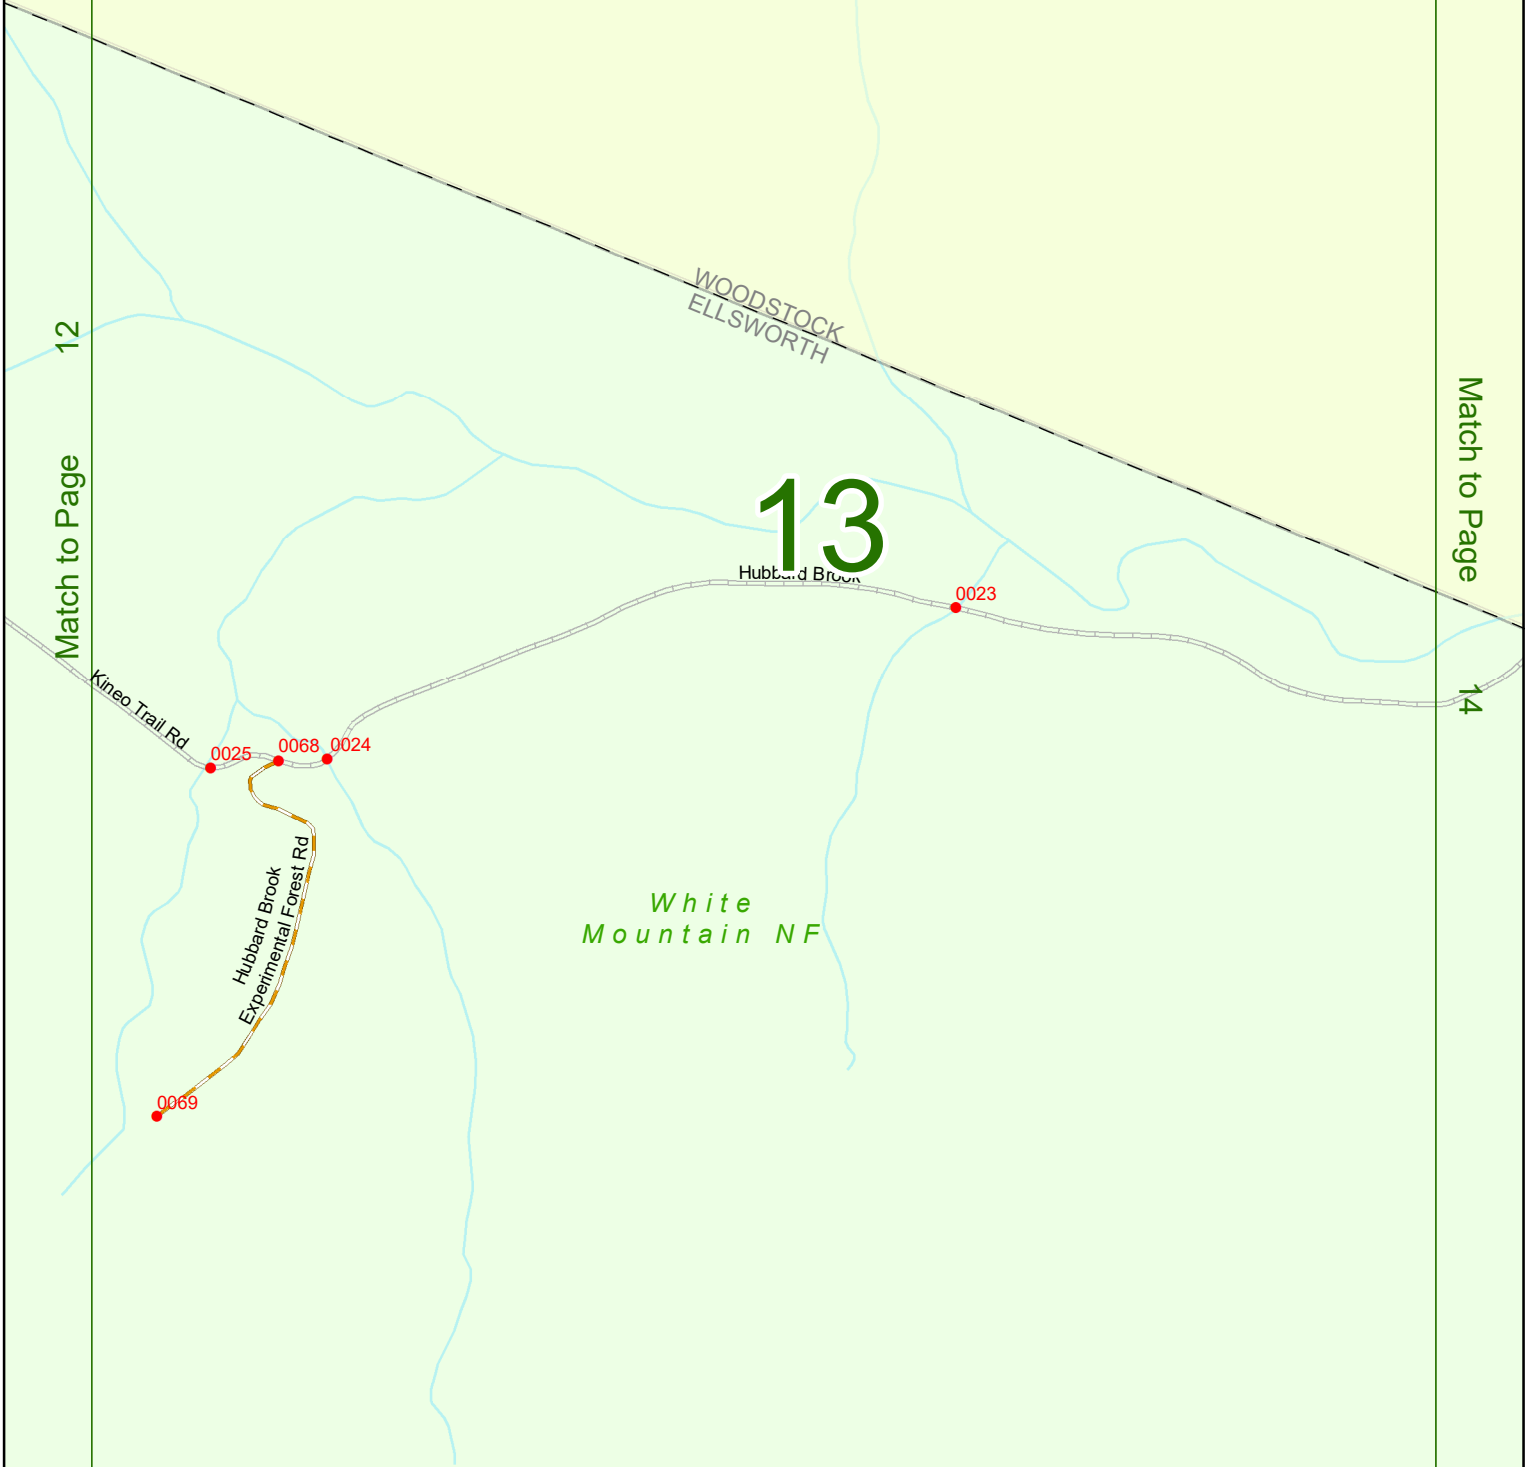 WOODSTOCK
ELLSWORTH
12
Match to Page
Match to Page
14
13
Hubbard Brook
0023
Kineo Trail Rd
0025
0068
0024
Hubbard Brook
Experimental Forest Rd
White
Mountain NF
0069